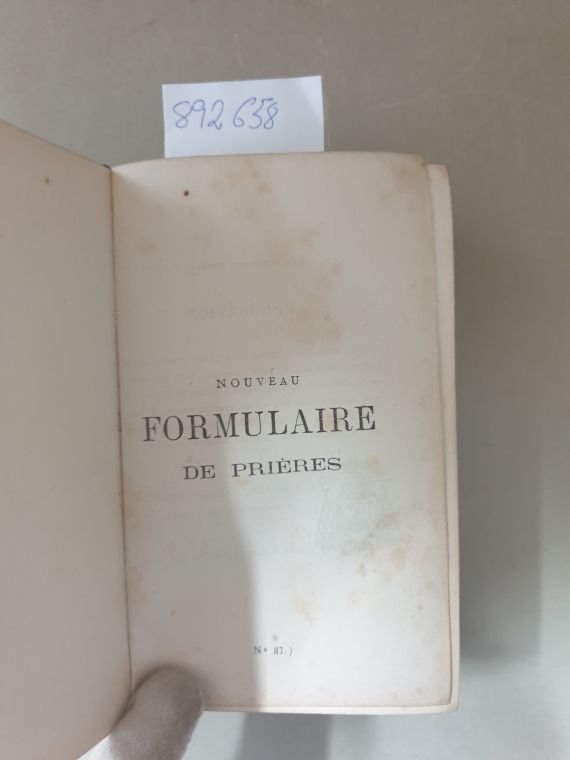 892658
NOUVEAU
FORMULAIRE
DE PRIÈRES
Nº 87.)